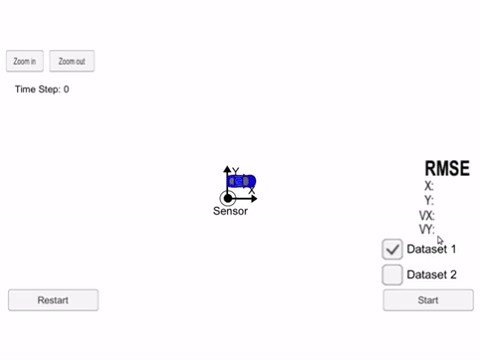 Zoom in
Zoom out
Time Step: 0
Y
X
Sensor
RMSE
X:
Y:
VX:
VY:
Dataset 1
Dataset 2
Restart
Start